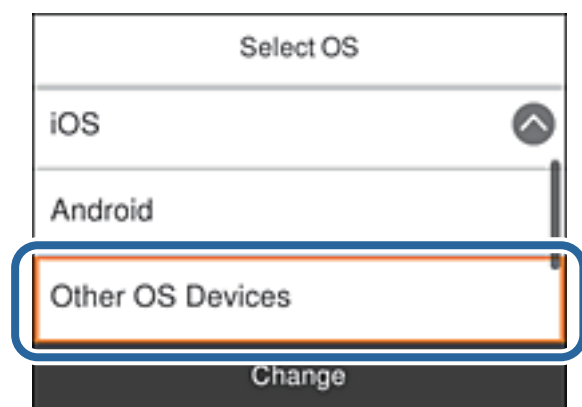 Select OS
iOS
Android
Other OS Devices
Change